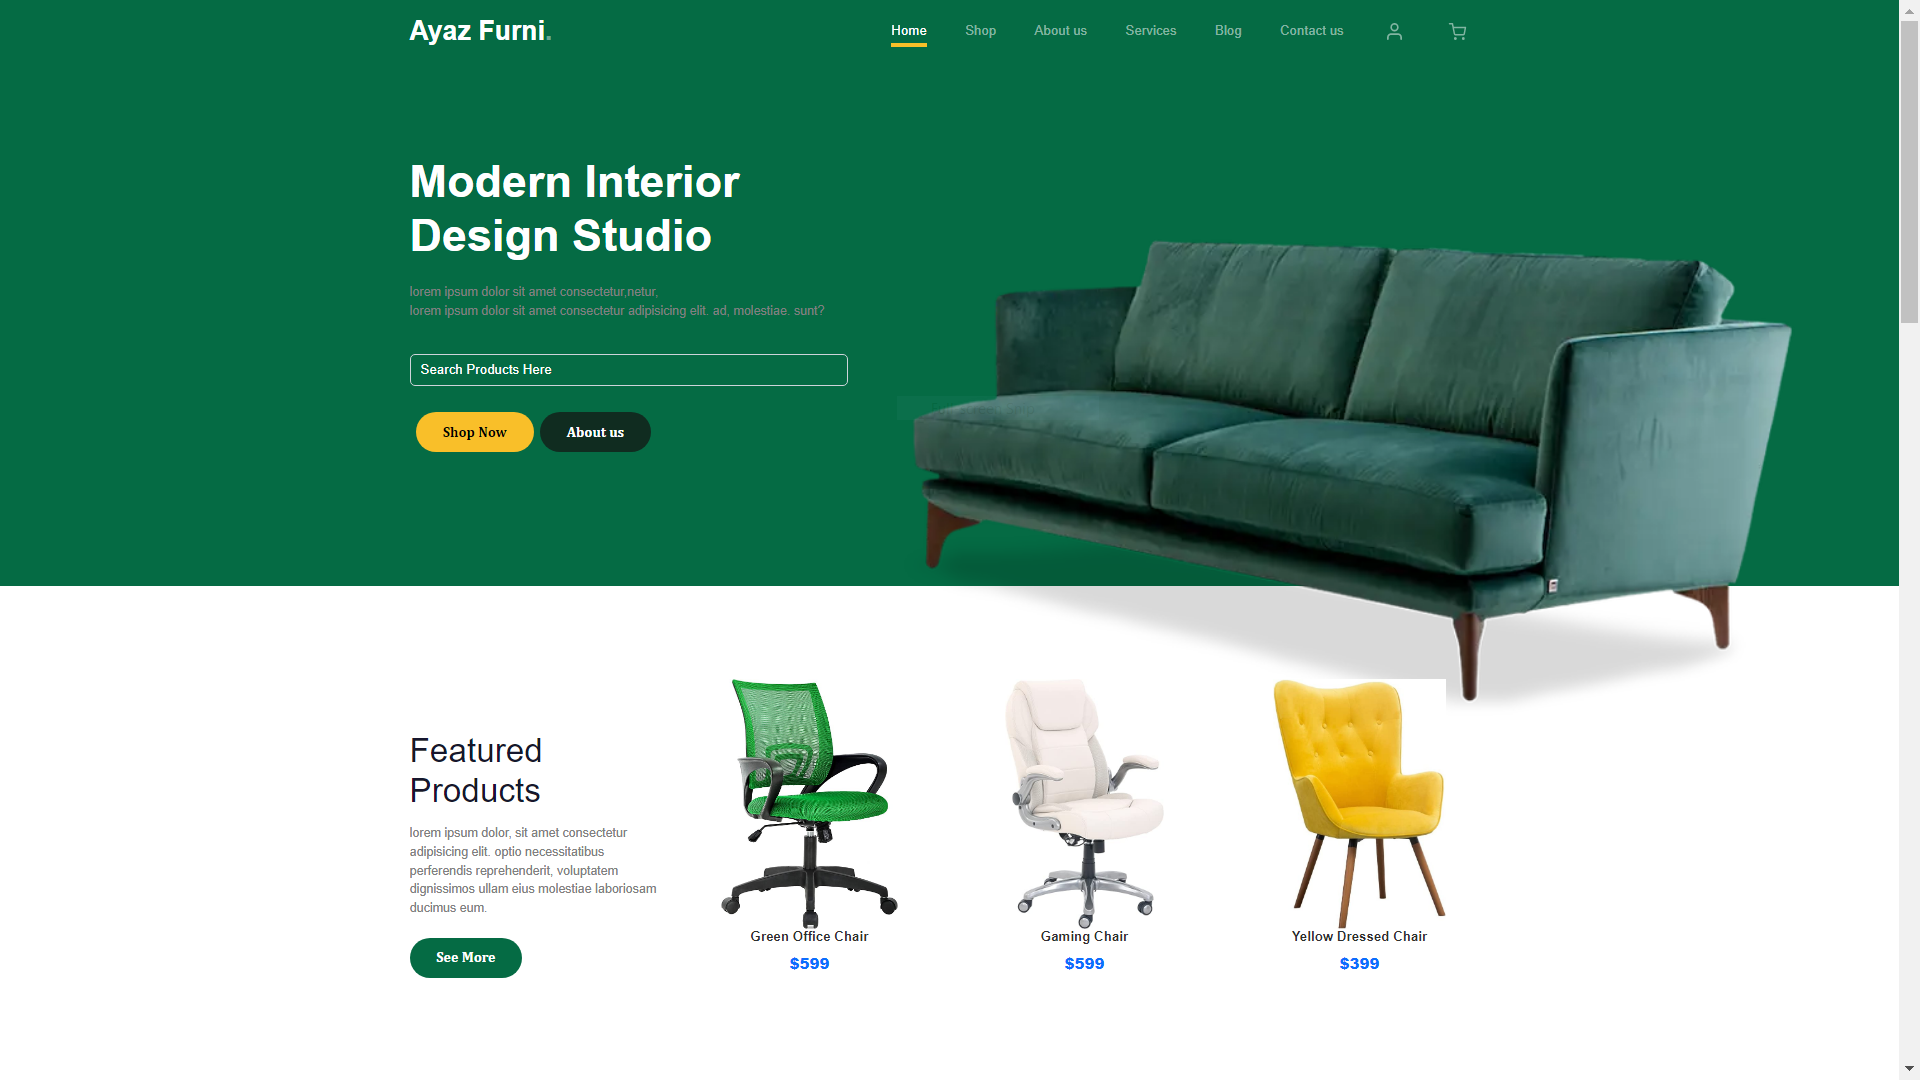 Ayaz Furni.
Home Shop About us Services Blog Contact us
Modern Interior
Design Studio
lorem ipsum dolor sit amet consectetur,netur,
lorem ipsum dolor sit amet consectetur adipisicing elit. ad, molestiae. sunt?
Search Products Here
Shop Now About us
Featured
Products
lorem ipsum dolor, sit amet consectetur
adipisicing elit. optio necessitatibus
perferendis reprehenderit, voluptatem
dignissimos ullam eius molestiae laboriosam
ducimus eum.
See More
Green Office Chair
$599
Gaming Chair
$599
Yellow Dressed Chair
$399